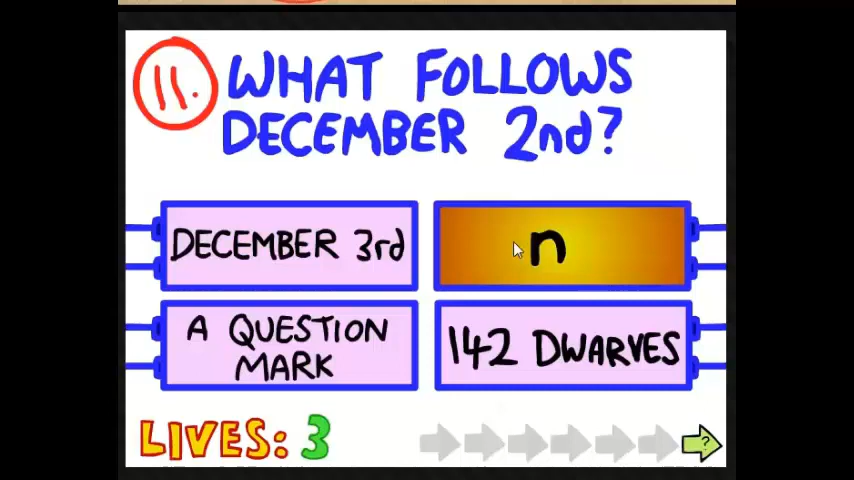 11.
WHAT FOLLOWS
DECEMBER 2nd?
DECEMBER 3rd
n
A QUESTION
MARK
142 DWARVES
LIVES: 3
?